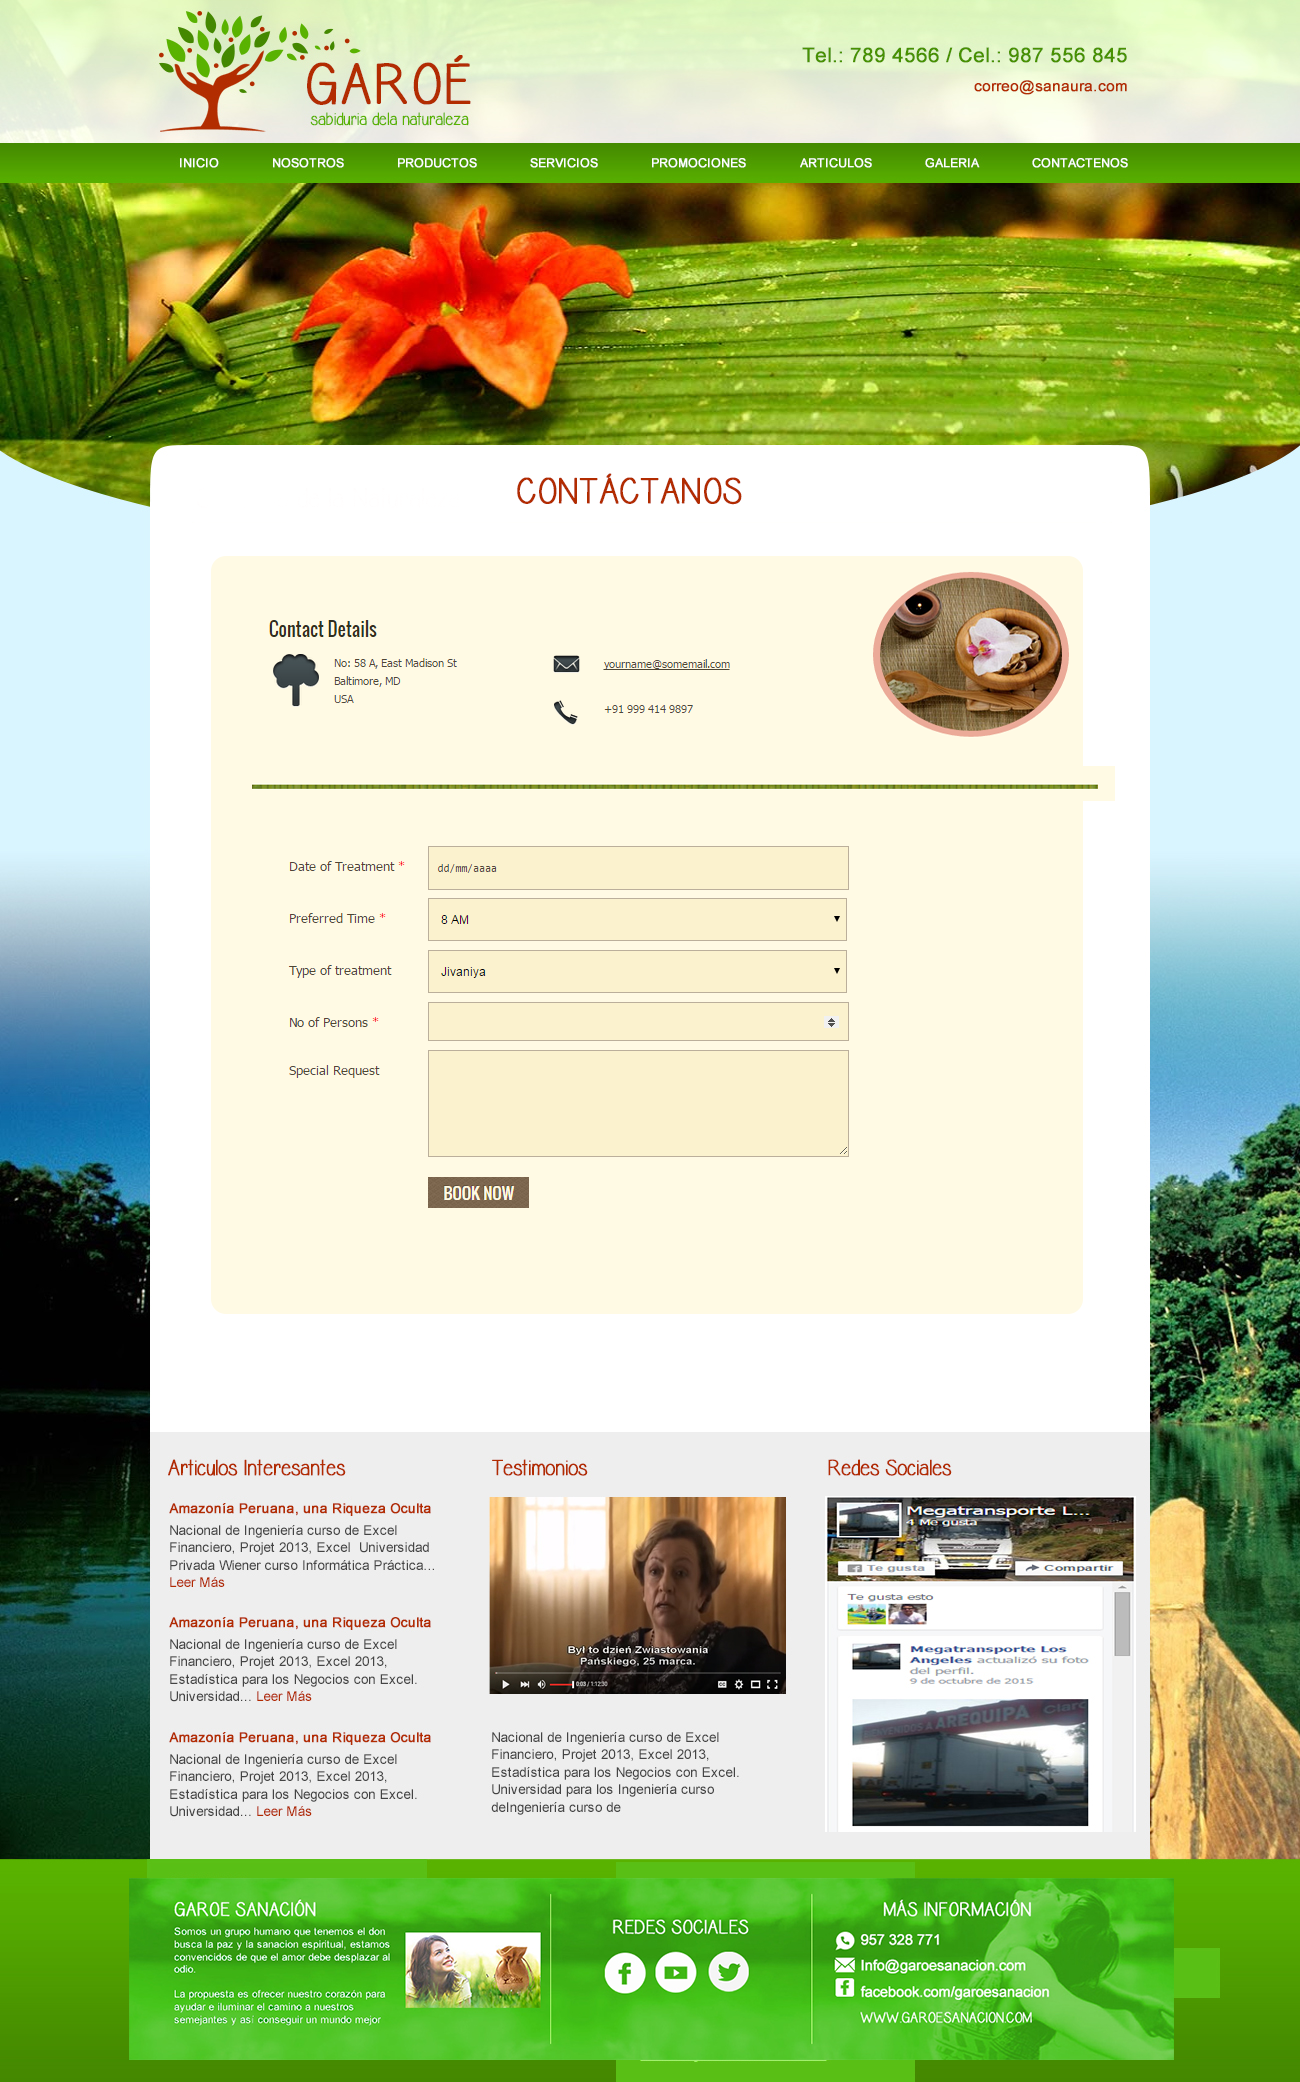 GAROÉ
sabiduria dela naturaleza
Tel.: 789 4566 / Cel.: 987 556 845
correo@sanaura.com
INICIO NOSOTROS PRODUCTOS SERVICIOS PROMOCIONES ARTICULOS GALERIA CONTACTENOS
CONTÁCTANOS
Contact Details
No: 58 A, East Madison St
Baltimore, MD
USA
yourname@somemail.com
+91 999 414 9897
Date of Treatment *
dd/mm/aaaa
Preferred Time *
8 AM
Type of treatment
Jivaniya
No of Persons *
Special Request
BOOK NOW
Articulos Interesantes
Amazonía Peruana, una Riqueza Oculta
Nacional de Ingeniería curso de Excel
Financiero, Projet 2013, Excel  Universidad
Privada Wiener curso Informática Práctica...
Leer Más
Amazonía Peruana, una Riqueza Oculta
Nacional de Ingeniería curso de Excel
Financiero, Projet 2013, Excel 2013,
Estadística para los Negocios con Excel.
Universidad... Leer Más
Amazonía Peruana, una Riqueza Oculta
Nacional de Ingeniería curso de Excel
Financiero, Projet 2013, Excel 2013,
Estadística para los Negocios con Excel.
Universidad... Leer Más
Testimonios
Był to dzień Zwiastowania
Pańskiego, 25 marca.
0:03 / 1:12:30
Nacional de Ingeniería curso de Excel
Financiero, Projet 2013, Excel 2013,
Estadística para los Negocios con Excel.
Universidad para los Ingeniería curso
deIngeniería curso de
Redes Sociales
Megatransporte L...
4 Me gusta
Te gusta
Compartir
Te gusta esto
Megatransporte Los
Angeles actualizó su foto
del perfil.
9 de octubre de 2015
BIENVENIDOS A AREQUIPA Claro
GAROE SANACIÓN
Somos un grupo humano que tenemos el don
busca la paz y la sanacion espiritual, estamos
convencidos de que el amor debe desplazar al
odio.
La propuesta es ofrecer nuestro corazón para
ayudar e iluminar el camino a nuestros
semejantes y así conseguir un mundo mejor
REDES SOCIALES
MÁS INFORMACIÓN
957 328 771
Info@garoesanacion.com
facebook.com/garoesanacion
WWW.GAROESANACION.COM